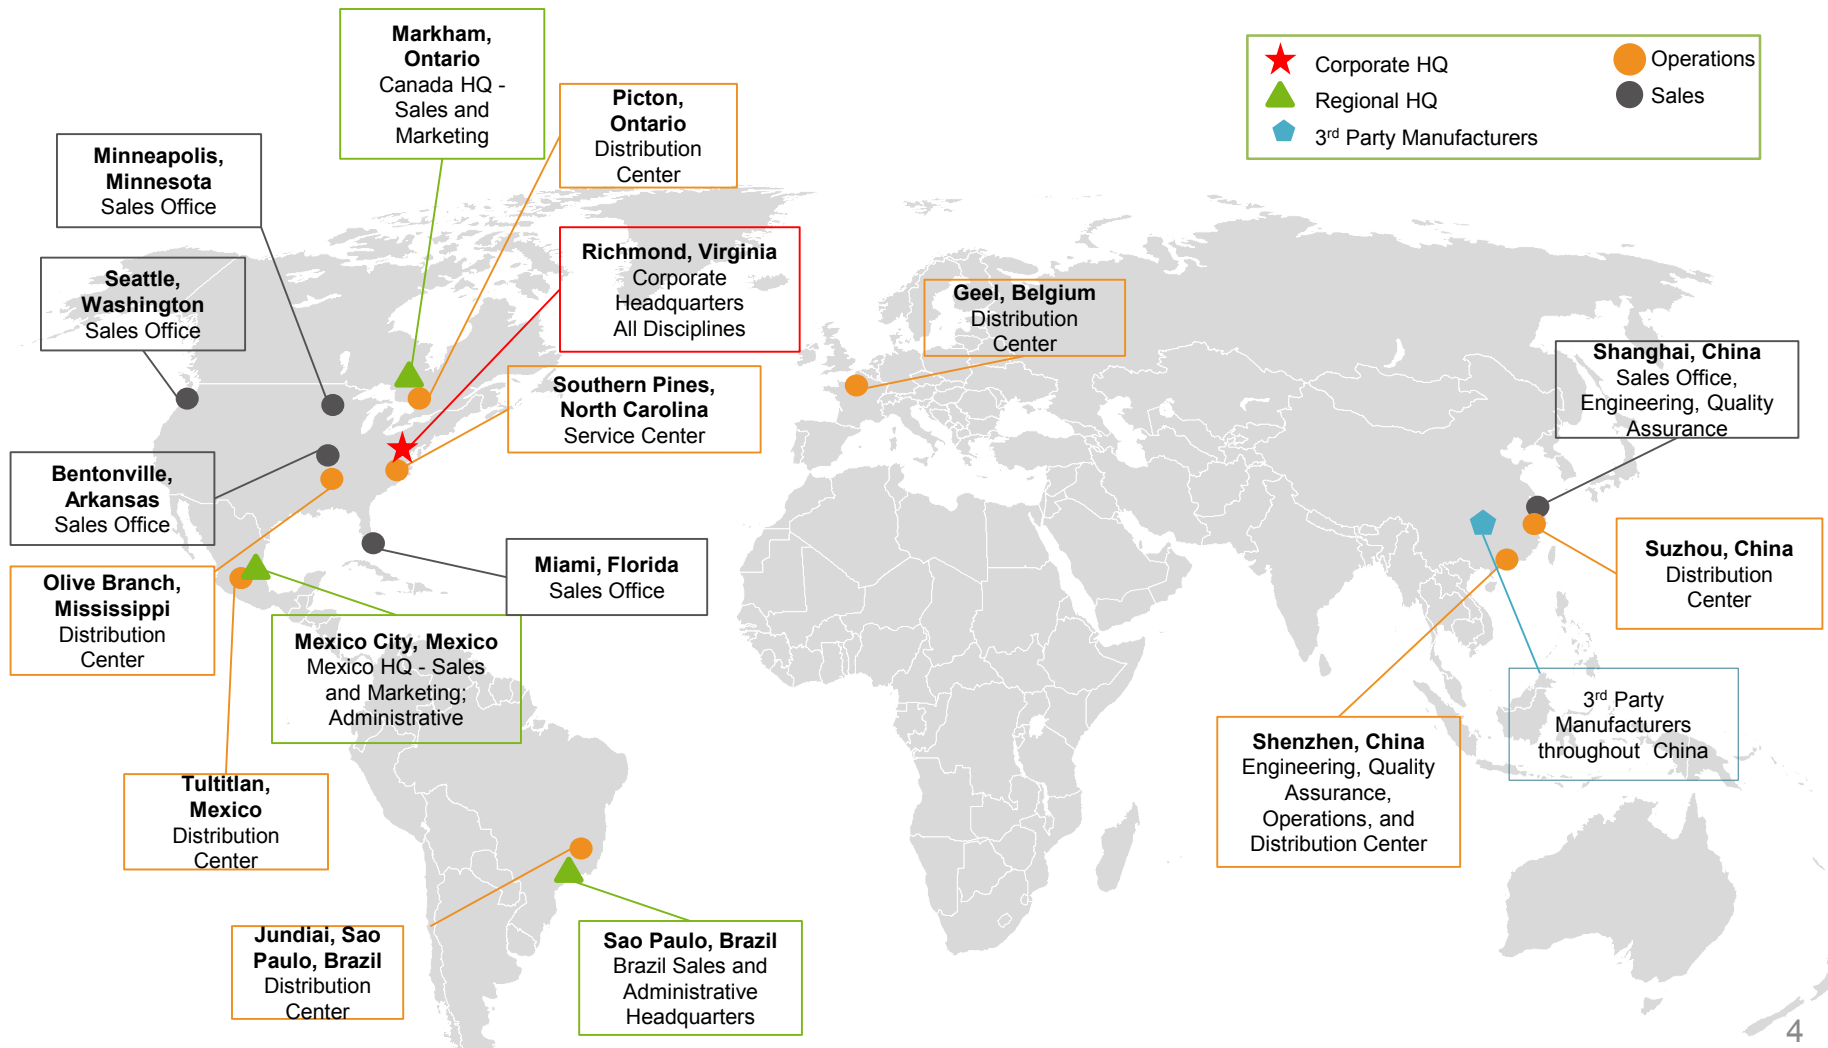 Markham,
Ontario
Canada HQ -
Sales and
Marketing
Picton,
Ontario
Distribution
Center
Corporate HQ
Regional HQ
3rd Party Manufacturers
Operations
Sales
Minneapolis,
Minnesota
Sales Office
Seattle,
Washington
Sales Office
Richmond, Virginia
Corporate
Headquarters
All Disciplines
Geel, Belgium
Distribution
Center
Shanghai, China
Sales Office,
Engineering, Quality
Assurance
Southern Pines,
North Carolina
Service Center
Bentonville,
Arkansas
Sales Office
Miami, Florida
Sales Office
Suzhou, China
Distribution
Center
Olive Branch,
Mississippi
Distribution
Center
Mexico City, Mexico
Mexico HQ - Sales
and Marketing;
Administrative
3rd Party
Manufacturers
throughout China
Shenzhen, China
Engineering, Quality
Assurance,
Operations, and
Distribution Center
Tultitlan,
Mexico
Distribution
Center
Jundiai, Sao
Paulo, Brazil
Distribution
Center
Sao Paulo, Brazil
Brazil Sales and
Administrative
Headquarters
4